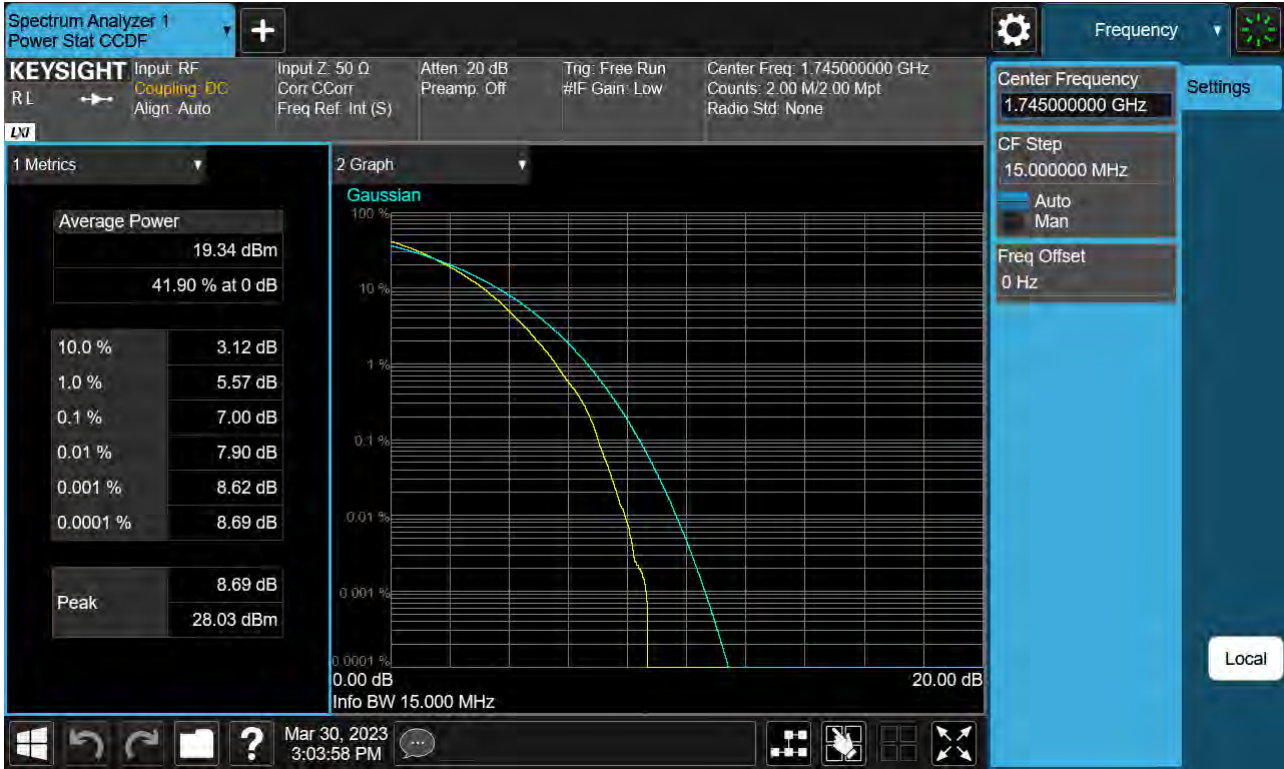 Spectrum Analyzer 1
Power Stat CCDF
Frequency
KEYSIGHT
RL
LXI
Input: RF
Coupling: DC
Align: Auto
Input Z: 50 Ω
Corr CCorr
Freq Ref: Int (S)
Atten: 20 dB
Preamp: Off
Trig: Free Run
#IF Gain: Low
Center Freq: 1.745000000 GHz
Counts: 2.00 M/2.00 Mpt
Radio Std: None
Center Frequency
1.745000000 GHz
Settings
CF Step
15.000000 MHz
Auto
Man
Freq Offset
0 Hz
Local
1 Metrics
Average Power
19.34 dBm
41.90 % at 0 dB
10.0 % 3.12 dB
1.0 % 5.57 dB
0.1 % 7.00 dB
0.01 % 7.90 dB
0.001 % 8.62 dB
0.0001 % 8.69 dB
Peak
8.69 dB
28.03 dBm
2 Graph
Gaussian
100 %
10 %
1 %
0.1 %
0.01 %
0.001 %
0.0001 %
0.00 dB 20.00 dB
Info BW 15.000 MHz
Mar 30, 2023
3:03:58 PM